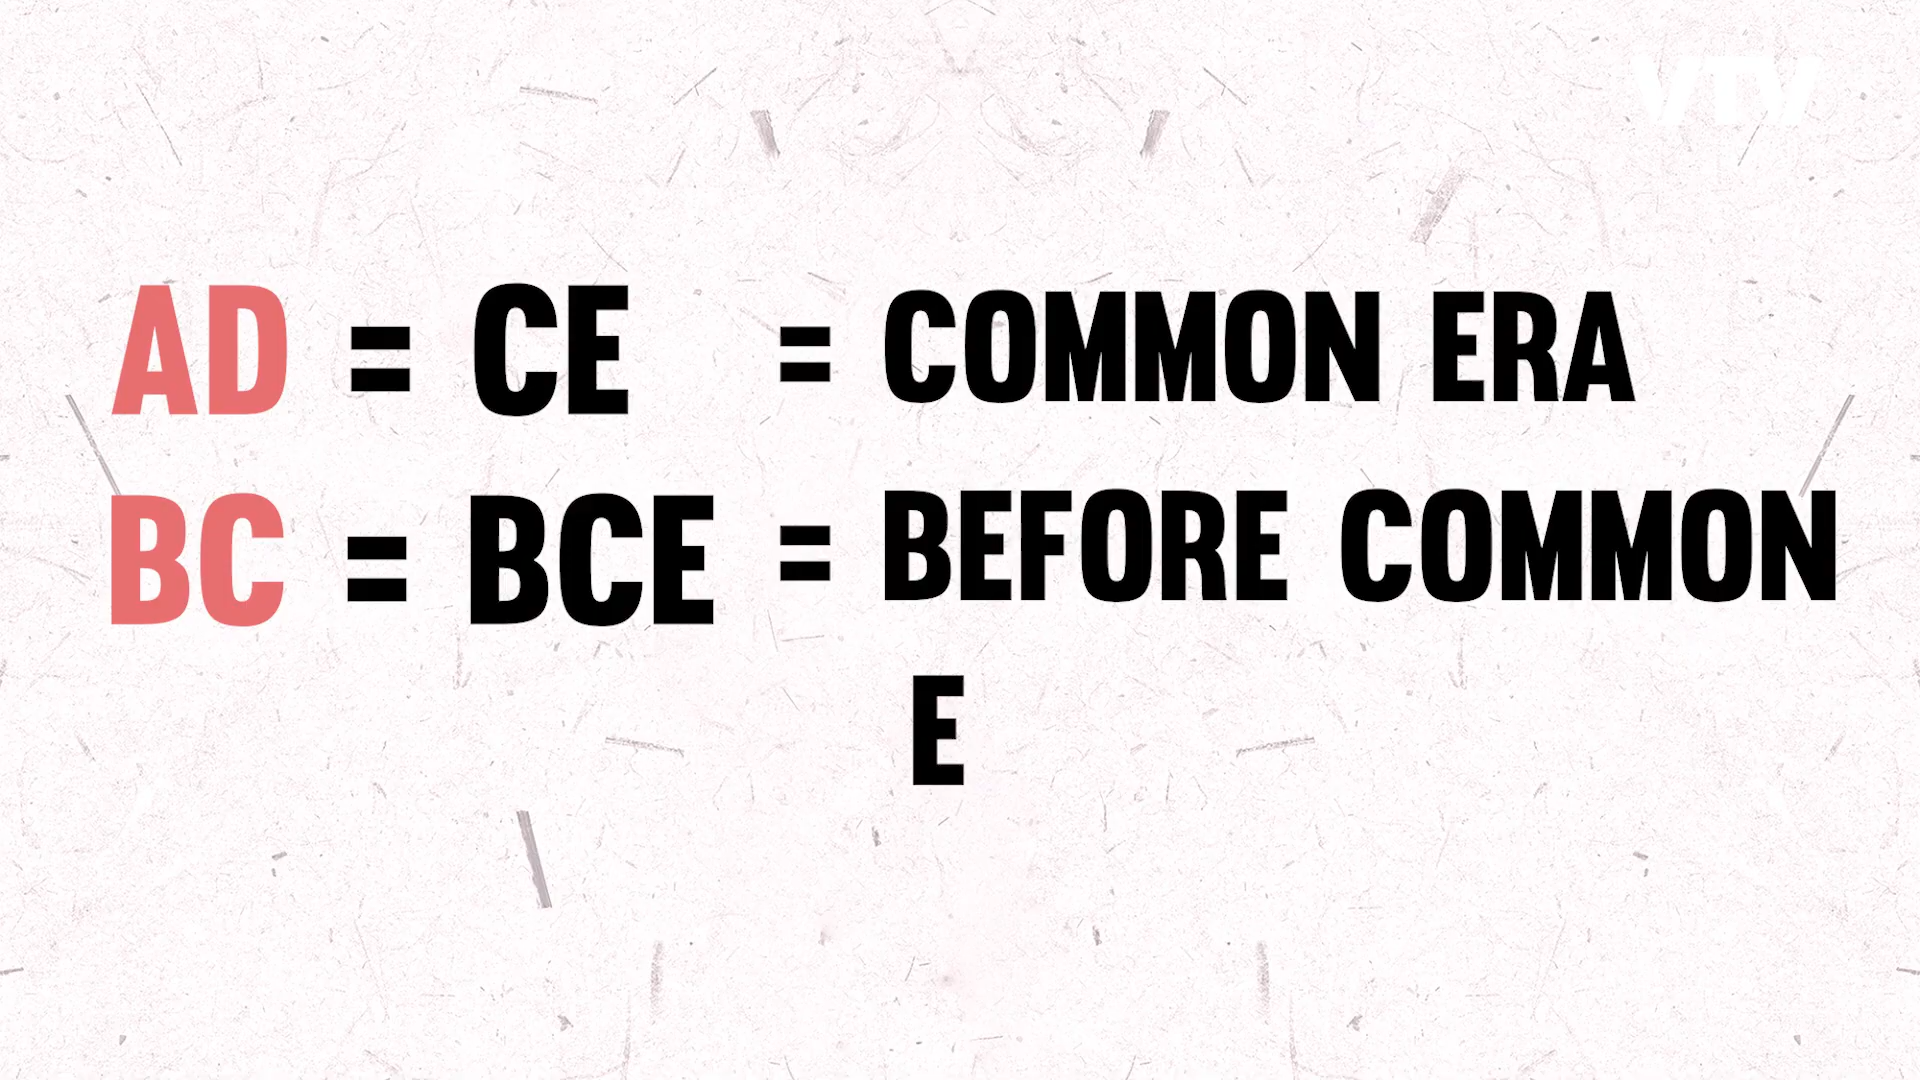 AD = CE = COMMON ERA
BC = BCE = BEFORE COMMON
E